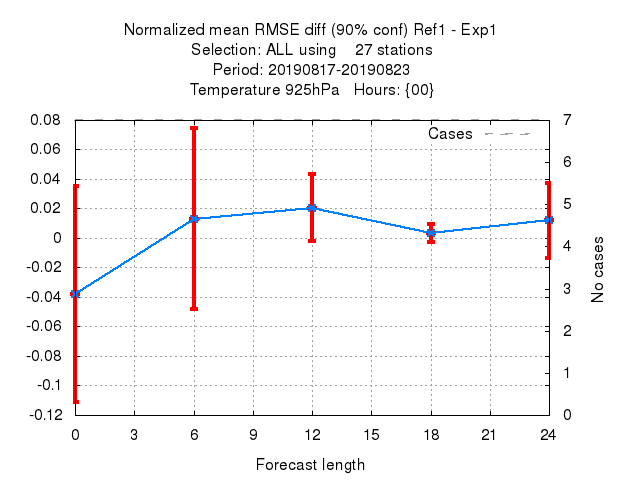 Normalized mean RMSE diff (90% conf) Ref1 - Exp1
Selection: ALL using    27 stations
Period: 20190817-20190823
Temperature 925hPa   Hours: {00}
Cases
0.08
0.06
0.04
0.02
0
-0.02
-0.04
-0.06
-0.08
-0.1
-0.12
7
6
5
4
3
2
1
0
No cases
0 3 6 9 12 15 18 21 24
Forecast length